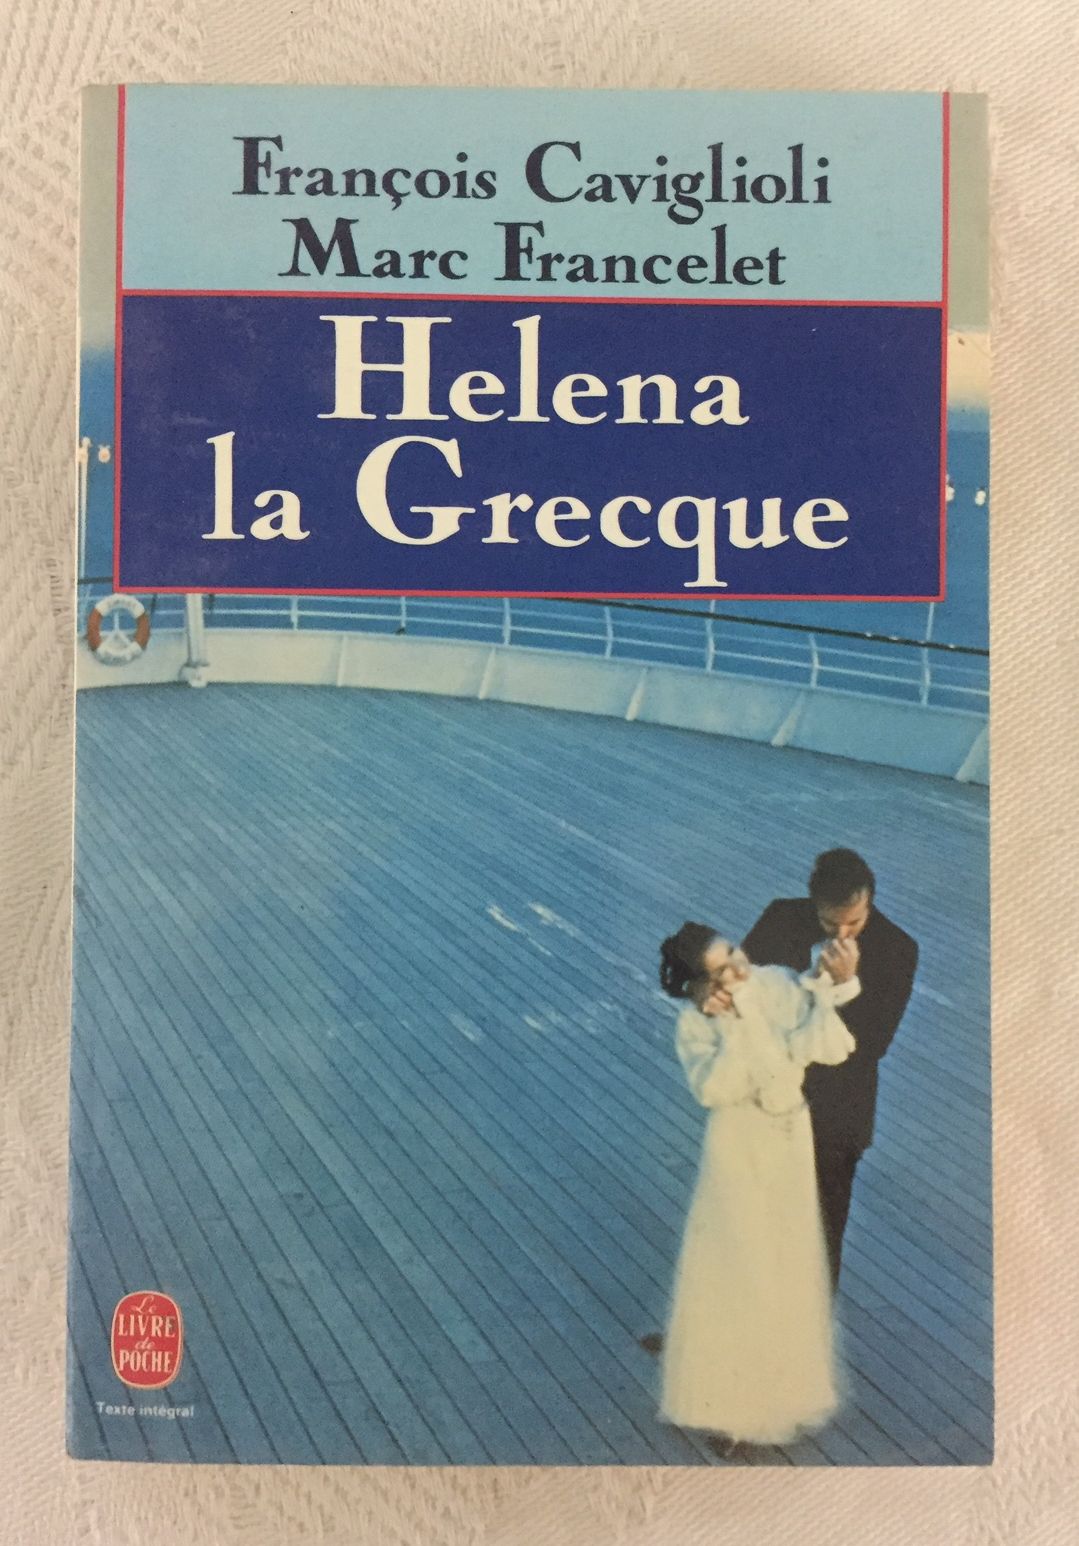 François Caviglioli
Marc Francelet
Helena
la Grecque
Le
LIVRE
de
POCHE
Texte intégral